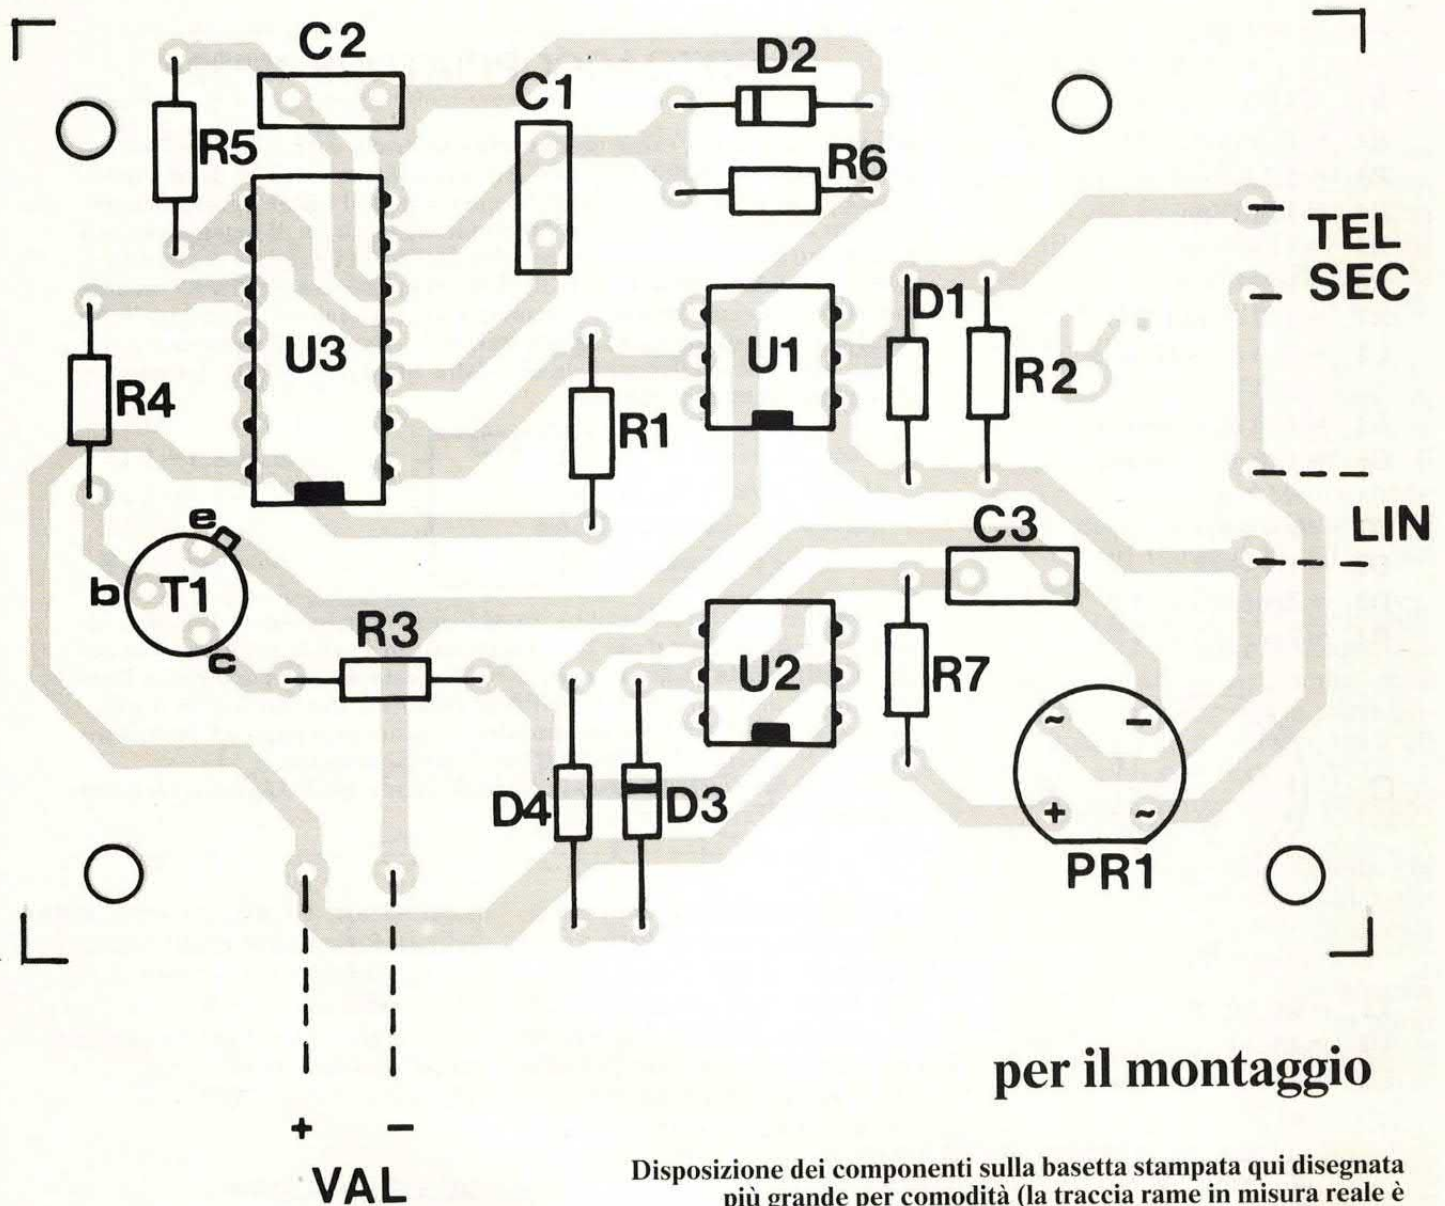 C2
D2
C1
R5
R6
TEL
SEC
D1
U3
U1
R2
R4
R1
e
C3
LIN
b
T1
R3
c
U2
R7
~ −
D4
D3
+ ~
PR1
per il montaggio
+ −
VAL
Disposizione dei componenti sulla basetta stampata qui disegnata
più grande per comodità (la traccia rame in misura reale è